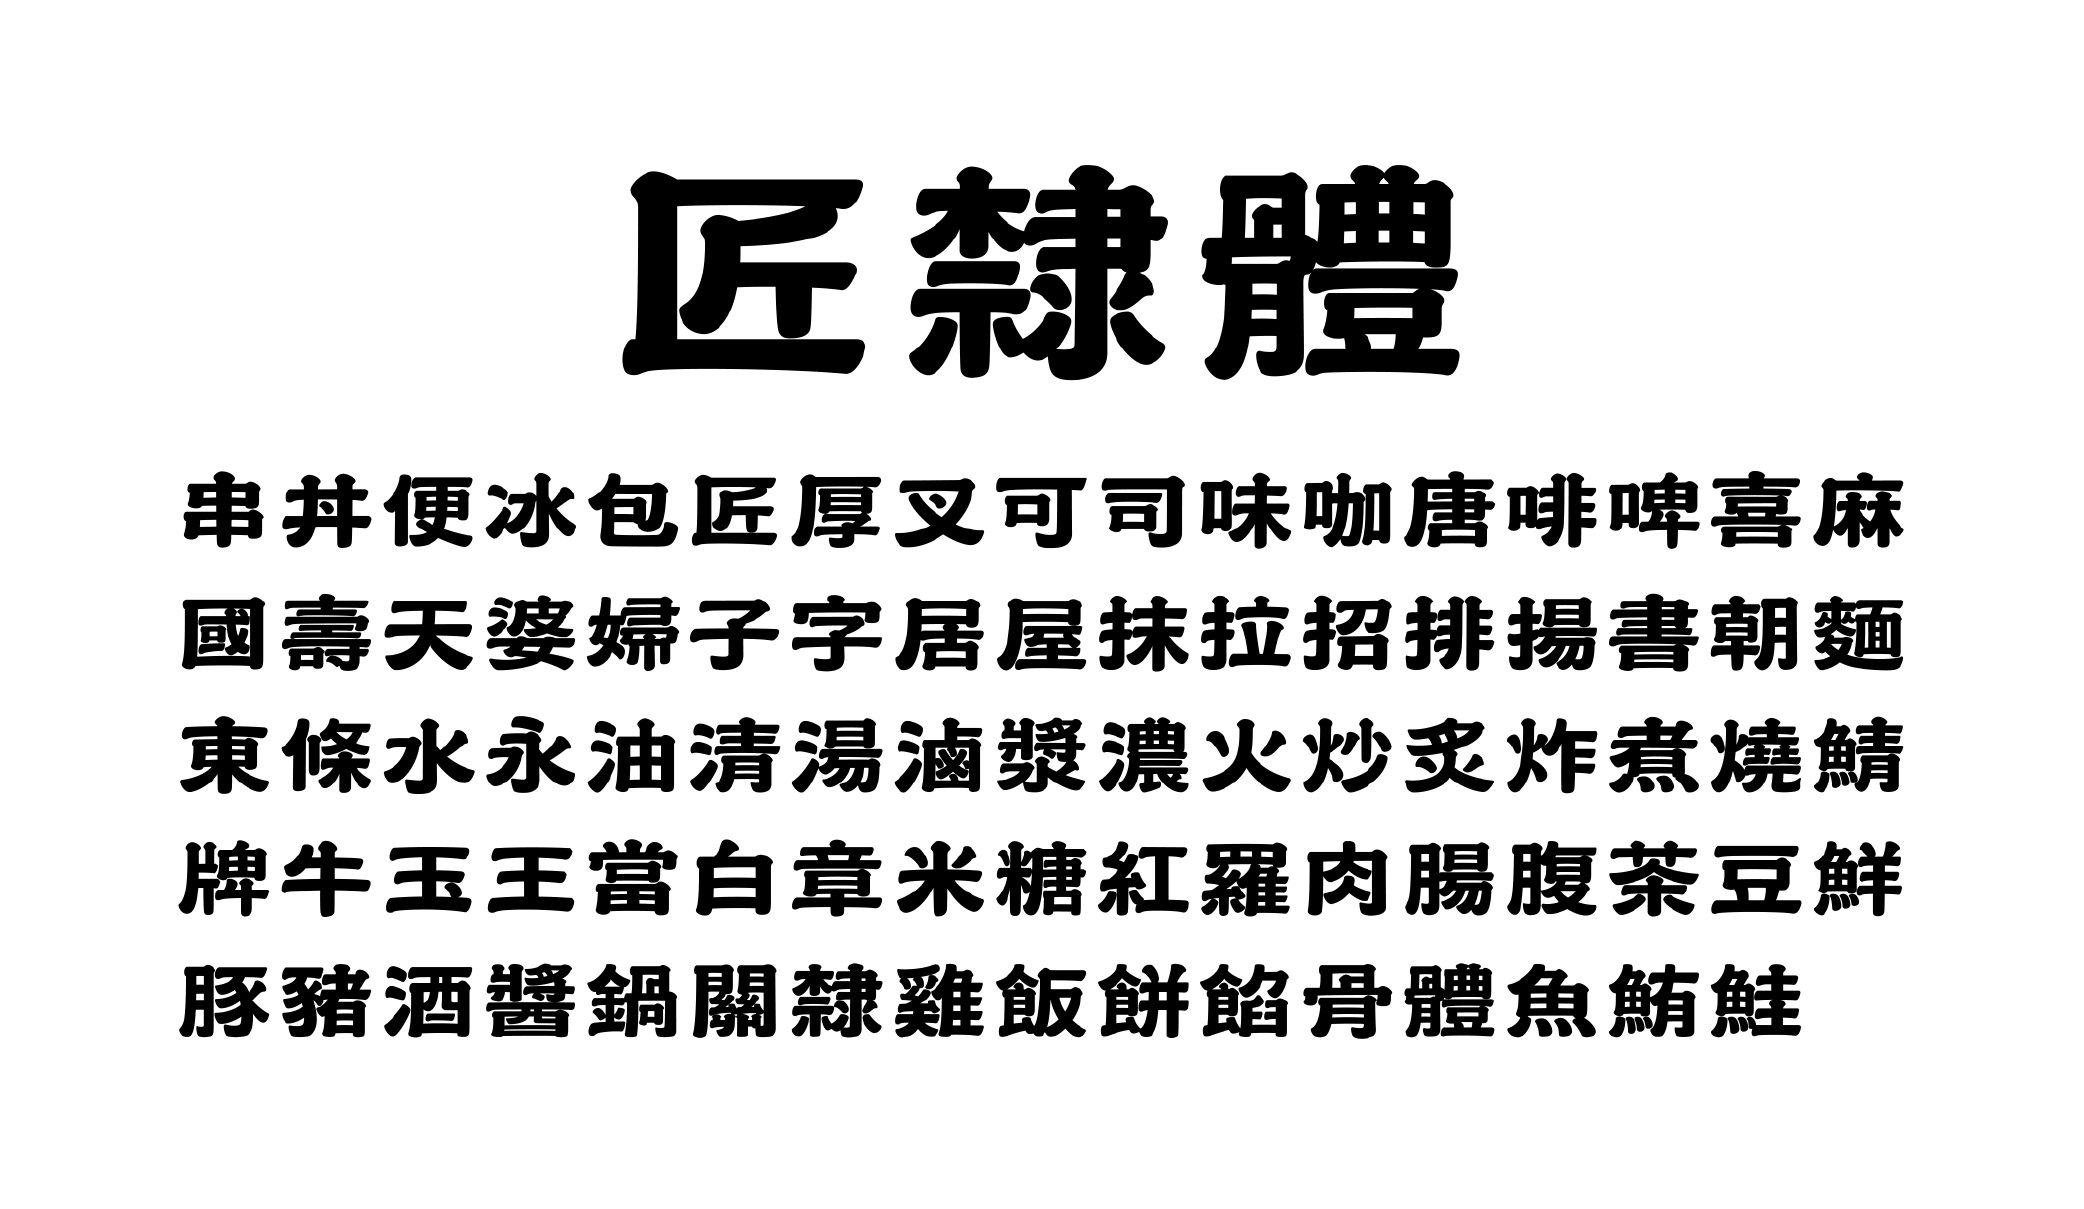 匠隸體
串丼便冰包匠厚叉可司味咖唐啡啤喜麻
國壽天婆婦子字居屋抹拉招排揚書朝麵
東條水永油清湯滷漿濃火炒炙炸煮燒鯖
牌牛玉王當白章米糖紅羅肉腸腹茶豆鮮
豚豬酒醬鍋關隸雞飯餅餡骨體魚鮪鮭